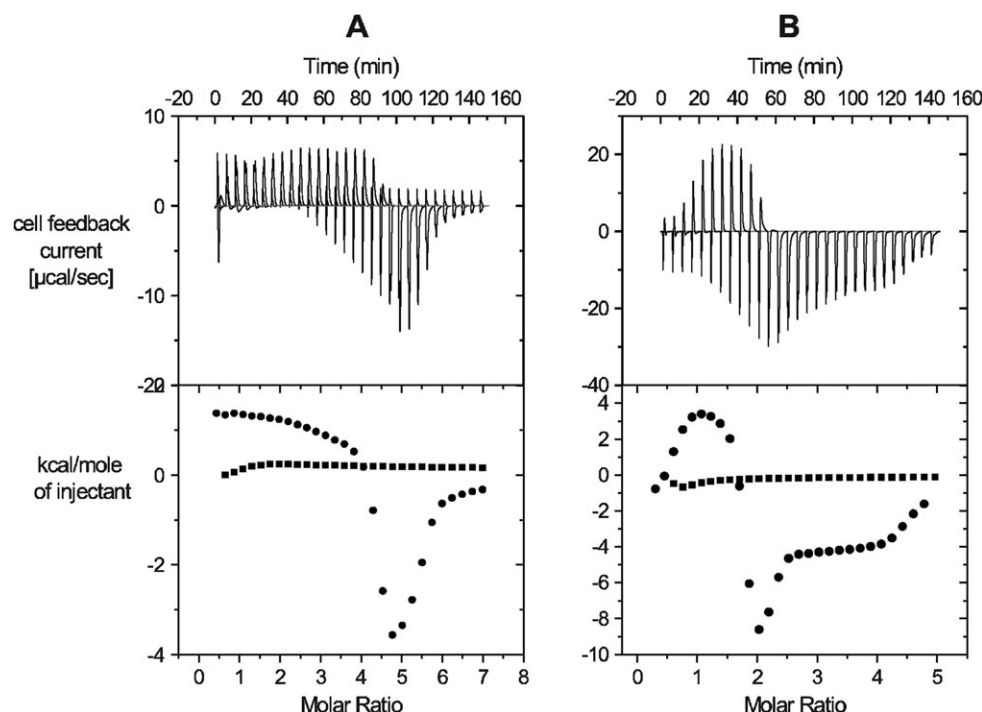 A
B
Time (min)
Time (min)
-20 0 20 40 60 80 100 120 140 160
-20 0 20 40 60 80 100 120 140 160
10
0
-10
-20
20
0
-20
-40
cell feedback
current
[µcal/sec]
2
0
-2
-4
4
2
0
-2
-4
-6
-8
-10
kcal/mole
of injectant
0 1 2 3 4 5 6 7 8
0 1 2 3 4 5
Molar Ratio
Molar Ratio